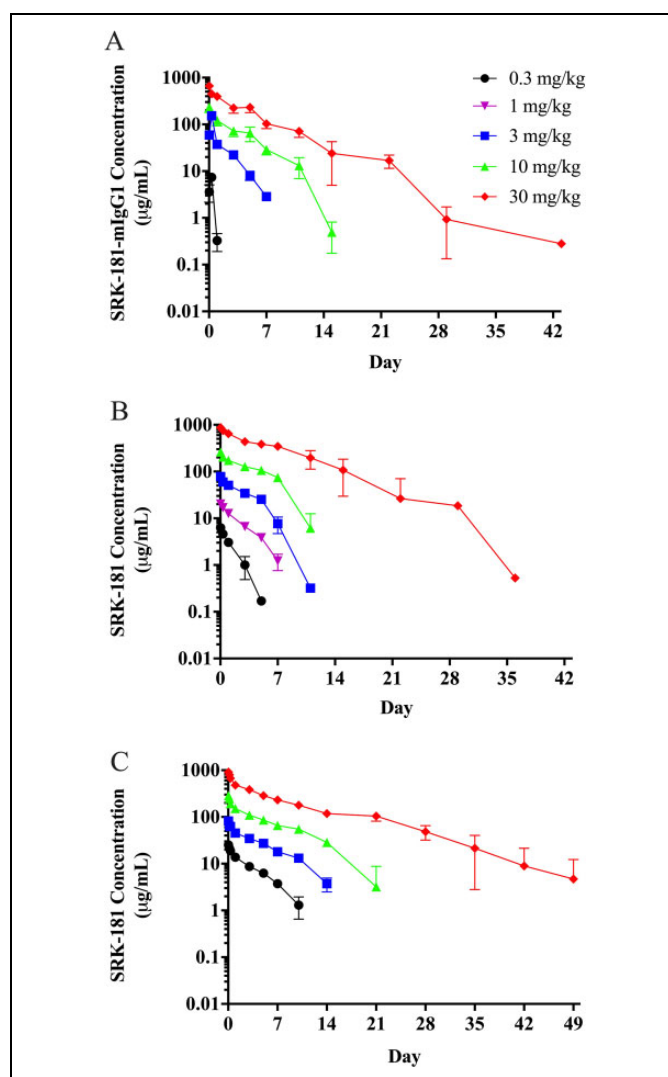 A
SRK-181-mIgG1 Concentration
(µg/mL)
1000
100
10
1
0.1
0.01
0
7
14
21
28
35
42
Day
0.3 mg/kg
1 mg/kg
3 mg/kg
10 mg/kg
30 mg/kg
B
SRK-181 Concentration
(µg/mL)
1000
100
10
1
0.1
0.01
0
7
14
21
28
35
42
Day
C
SRK-181 Concentration
(µg/mL)
1000
100
10
1
0.1
0.01
0
7
14
21
28
35
42
49
Day